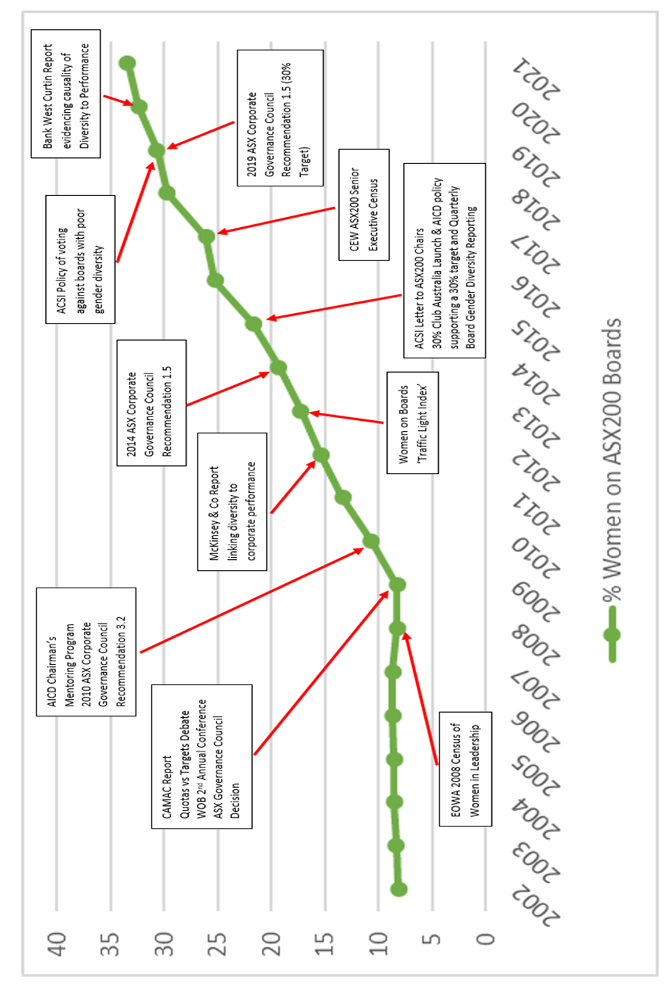 40
35
30
25
20
15
10
5
0
AICD Chairman's
Mentoring Program
2010 ASX Corporate
Governance Council
Recommendation 3.2
CAMAC Report
Quotas vs Targets Debate
WOB 2nd Annual Conference
ASX Governance Council
Decision
EOWA 2008 Census of
Women in Leadership
McKinsey & Co Report
linking diversity to
corporate performance
2014 ASX Corporate
Governance Council
Recommendation 1.5
Women on Boards
'Traffic Light Index'
ACSI Letter to ASX200 Chairs
30% Club Australia Launch & AICD policy
supporting a 30% target and Quarterly
Board Gender Diversity Reporting
ACSI Policy of voting
against boards with poor
gender diversity
CEW ASX200 Senior
Executive Census
Bank West Curtin Report
evidencing causality of
Diversity to Performance
2019 ASX Corporate
Governance Council
Recommendation 1.5 (30%
Target)
2002
2003
2004
2005
2006
2007
2008
2009
2010
2011
2012
2013
2014
2015
2016
2017
2018
2019
2020
2021
% Women on ASX200 Boards